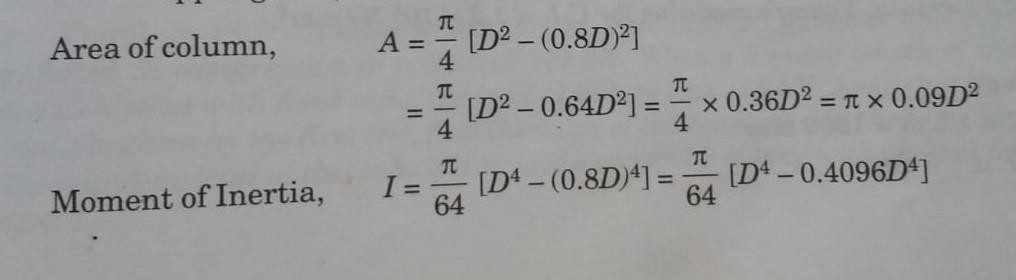 Area of column, A = π/4 [D² – (0.8D)²]
= π/4 [D² – 0.64D²] = π/4 × 0.36D² = π × 0.09D²
Moment of Inertia, I = π/64 [D⁴ – (0.8D)⁴] = π/64 [D⁴ – 0.4096D⁴]